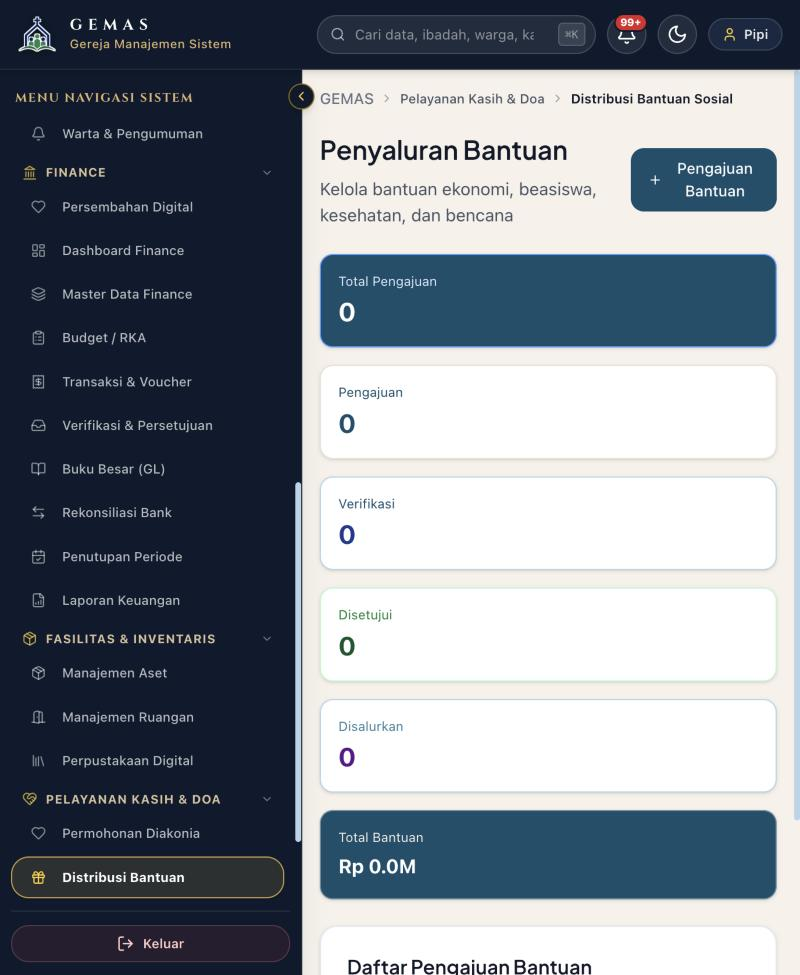 GEMAS
Gereja Manajemen Sistem
Cari data, ibadah, warga, ka
⌘K
99+
Pipi
MENU NAVIGASI SISTEM
Warta & Pengumuman
FINANCE
Persembahan Digital
Dashboard Finance
Master Data Finance
Budget / RKA
Transaksi & Voucher
Verifikasi & Persetujuan
Buku Besar (GL)
Rekonsiliasi Bank
Penutupan Periode
Laporan Keuangan
FASILITAS & INVENTARIS
Manajemen Aset
Manajemen Ruangan
Perpustakaan Digital
PELAYANAN KASIH & DOA
Permohonan Diakonia
Distribusi Bantuan
Keluar
GEMAS > Pelayanan Kasih & Doa > Distribusi Bantuan Sosial
Penyaluran Bantuan
Kelola bantuan ekonomi, beasiswa,
kesehatan, dan bencana
+ Pengajuan
Bantuan
Total Pengajuan
0
Pengajuan
0
Verifikasi
0
Disetujui
0
Disalurkan
0
Total Bantuan
Rp 0.0M
Daftar Pengajuan Bantuan